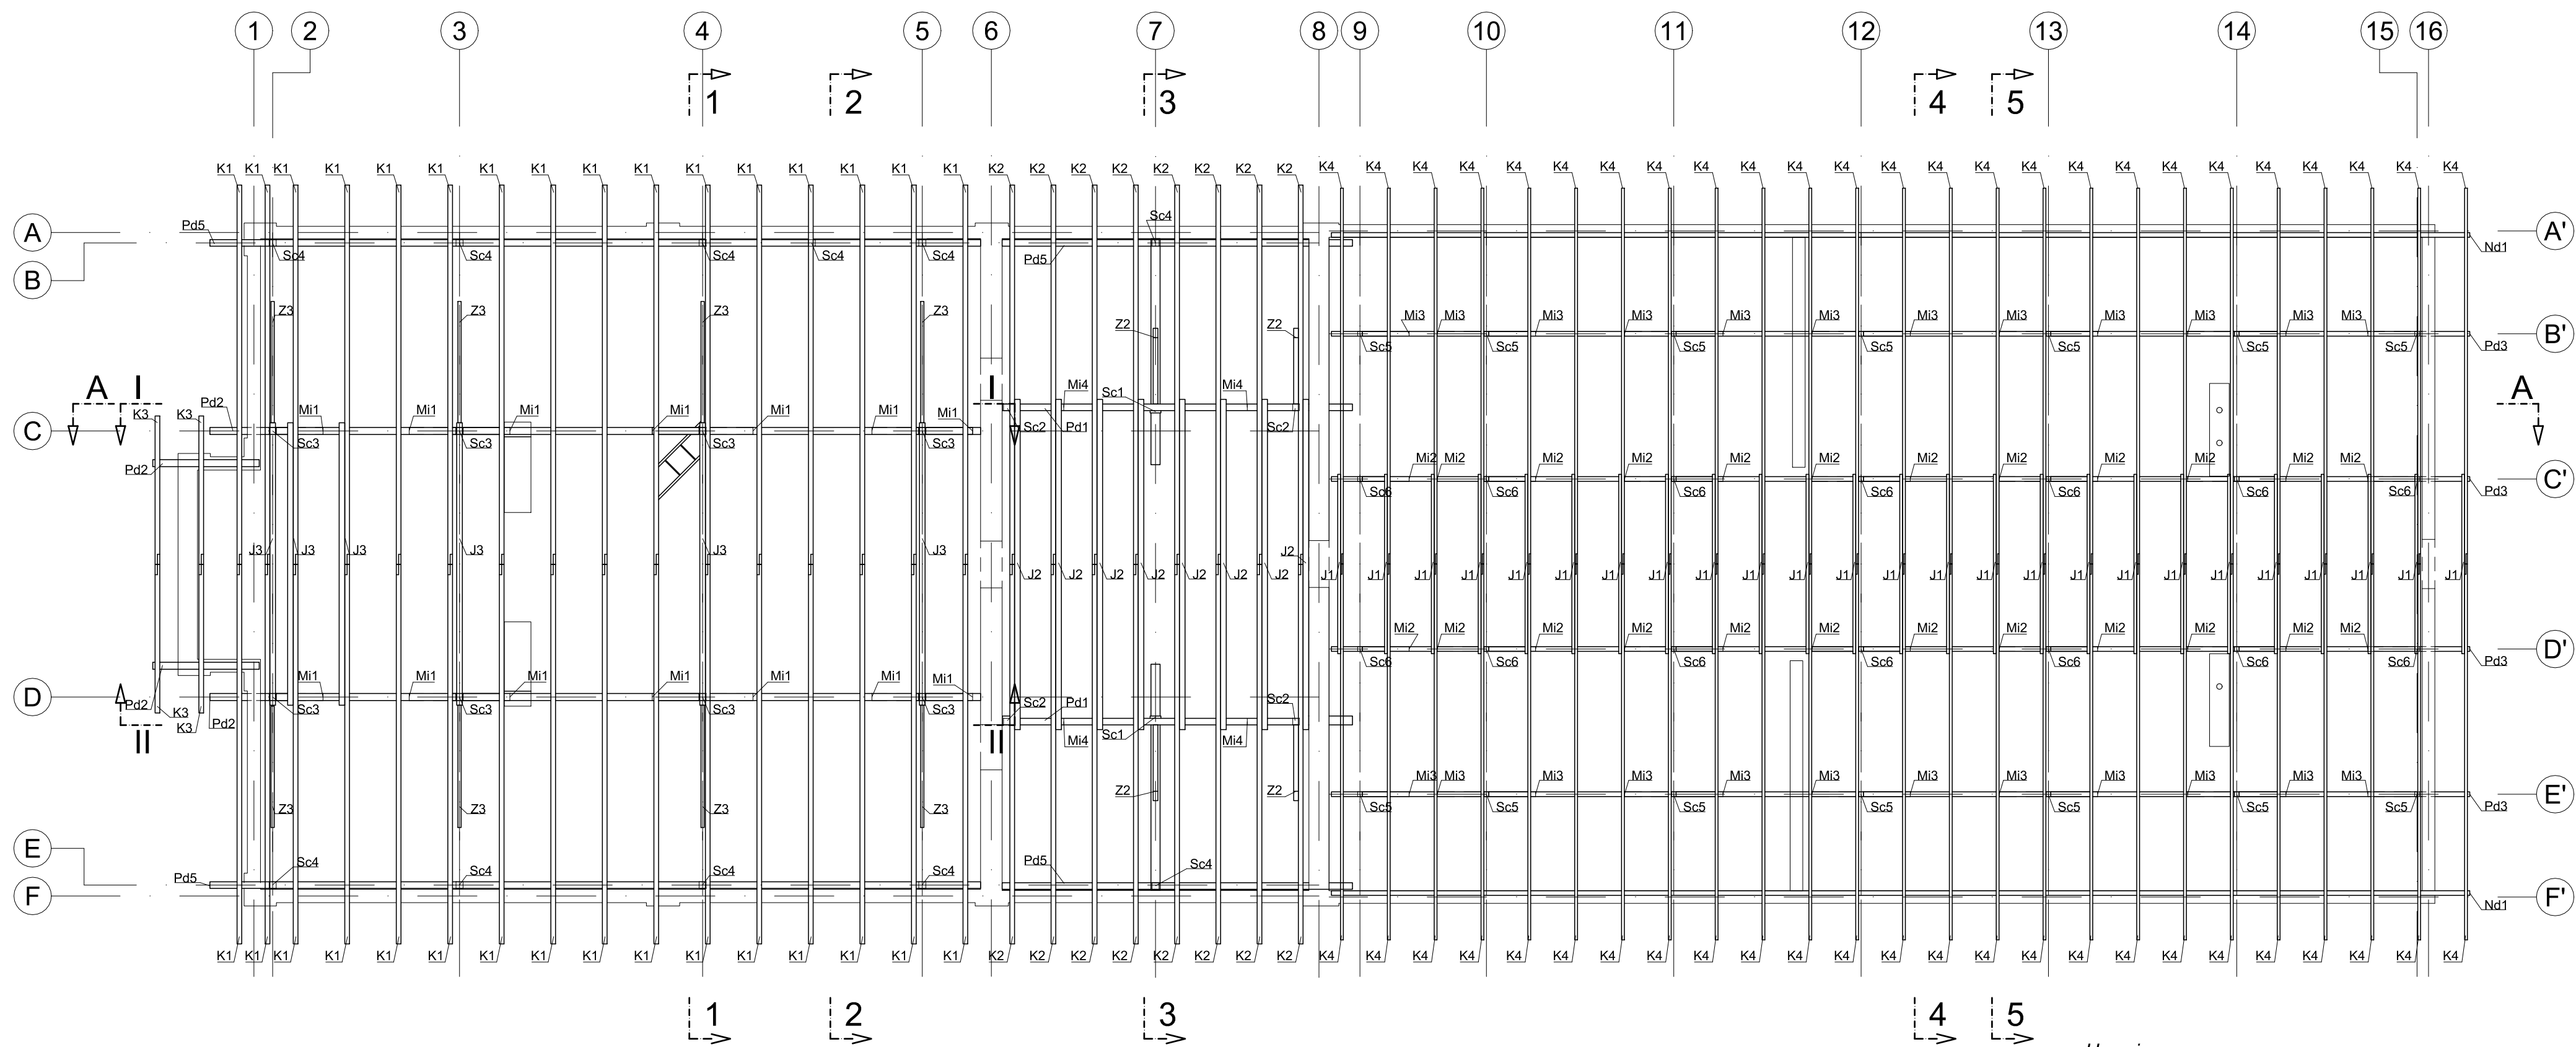 1 2 3 4 5 6 7 8 9 10 11 12 13 14 15 16
1 2 3 4 5
K1 K1 K1 K1 K1 K1 K1 K1 K1 K1 K1 K1 K1 K1 K1 K1 K2 K2 K2 K2 K2 K2 K2 K2 K4 K4 K4 K4 K4 K4 K4 K4 K4 K4 K4 K4 K4 K4 K4 K4 K4 K4 K4 K4 K4 K4 K4 K4 K4
Sc4
A Pd5 A'
Sc4 Sc4 Sc4 Sc4 Sc4 Pd5 Nd1
B
Z3 Z3 Z3 Z3 Z2 Z2 Mi3 Mi3 Mi3 Mi3 Mi3 Mi3 Mi3 Mi3 Mi3 Mi3 Mi3 Mi3
B'
Sc5 Sc5 Sc5 Sc5 Sc5 Sc5 Sc5 Pd3
A I I Mi4 Sc1 Mi4 A
K3 K3 Pd2 Mi1 Mi1 Mi1 Mi1 Mi1 Mi1 Mi1 Sc2 Pd1 Sc2
C
Sc3 Sc3 Sc3 Sc3
Pd2 Mi2 Mi2 Mi2 Mi2 Mi2 Mi2 Mi2 Mi2 Mi2 Mi2 Mi2 Mi2
C'
Sc6 Sc6 Sc6 Sc6 Sc6 Sc6 Sc6 Pd3
J3 J3 J3 J3 J3 J3 J2
J2 J2 J2 J2 J2 J2 J2 J1 J1 J1 J1 J1 J1 J1 J1 J1 J1 J1 J1 J1 J1 J1 J1 J1 J1 J1 J1 J1 J1 J1 J1 J1
Mi2 Mi2 Mi2 Mi2 Mi2 Mi2 Mi2 Mi2 Mi2 Mi2 Mi2 Mi2
D'
Sc6 Sc6 Sc6 Sc6 Sc6 Sc6 Sc6 Pd3
Mi1 Mi1 Mi1 Mi1 Mi1 Mi1 Mi1
D
Pd2 K3 Sc3 Sc3 Sc3 Sc3 Sc2 Pd1 Sc2
K3 Pd2
II II Mi4 Sc1 Mi4
Mi3 Mi3 Mi3 Mi3 Mi3 Mi3 Mi3 Mi3 Mi3 Mi3 Mi3 Mi3
Z2 Z2 E'
Z3 Z3 Z3 Z3 Sc5 Sc5 Sc5 Sc5 Sc5 Sc5 Sc5 Pd3
E
Sc4 Pd5
Pd5 Sc4 Sc4 Sc4 Sc4
F F'
Nd1
K1 K1 K1 K1 K1 K1 K1 K1 K1 K1 K1 K1 K1 K1 K1 K1 K2 K2 K2 K2 K2 K2 K2 K2 K4 K4 K4 K4 K4 K4 K4 K4 K4 K4 K4 K4 K4 K4 K4 K4 K4 K4 K4 K4 K4 K4 K4 K4 K4
1 2 3 4 5